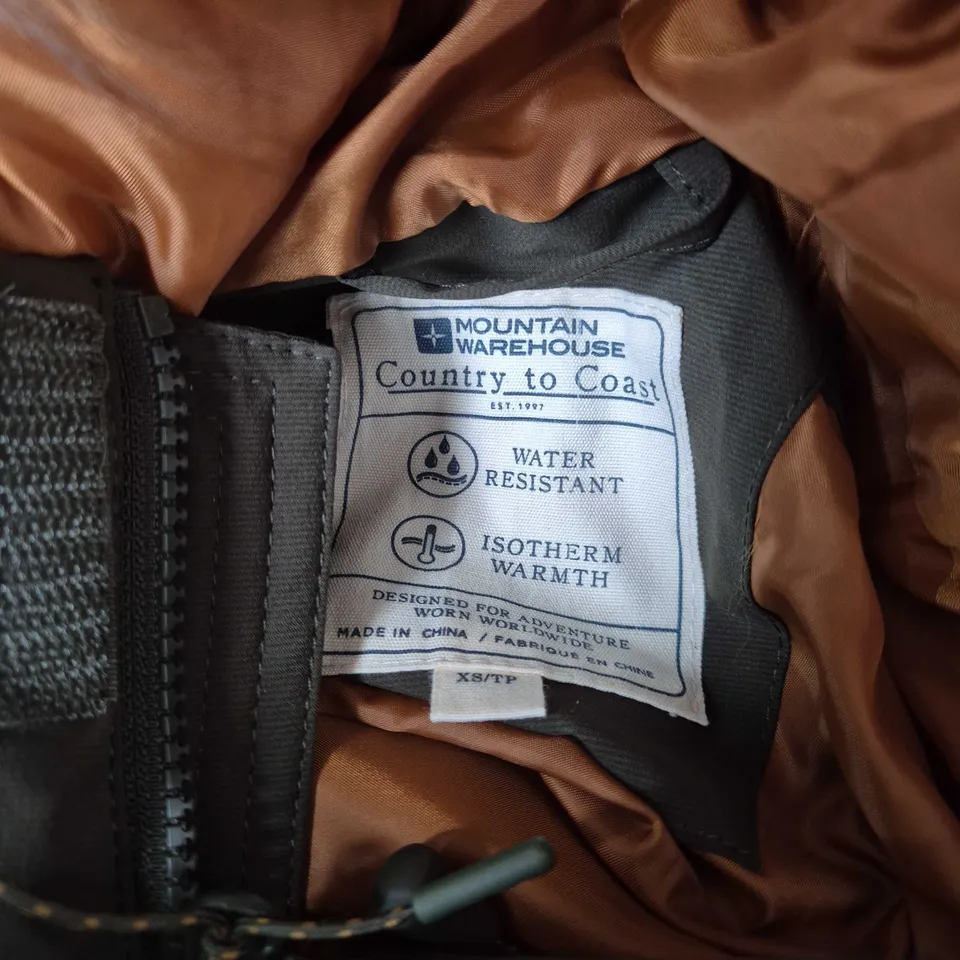 MOUNTAIN
WAREHOUSE
Country to Coast
EST. 1997
WATER
RESISTANT
ISOTHERM
WARMTH
DESIGNED FOR ADVENTURE
WORN WORLDWIDE
MADE IN CHINA / FABRIQUÉ EN CHINE
XS/TP